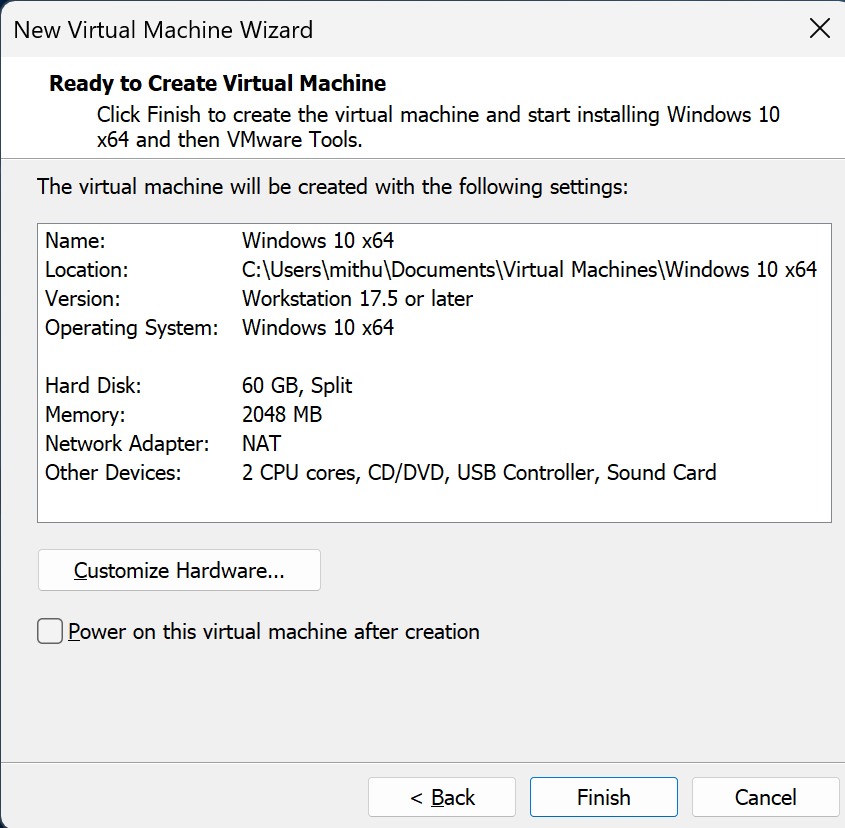 New Virtual Machine Wizard
Ready to Create Virtual Machine
Click Finish to create the virtual machine and start installing Windows 10
x64 and then VMware Tools.
The virtual machine will be created with the following settings:
Name: Windows 10 x64
Location: C:\Users\mithu\Documents\Virtual Machines\Windows 10 x64
Version: Workstation 17.5 or later
Operating System: Windows 10 x64
Hard Disk: 60 GB, Split
Memory: 2048 MB
Network Adapter: NAT
Other Devices: 2 CPU cores, CD/DVD, USB Controller, Sound Card
Customize Hardware...
Power on this virtual machine after creation
< Back Finish Cancel